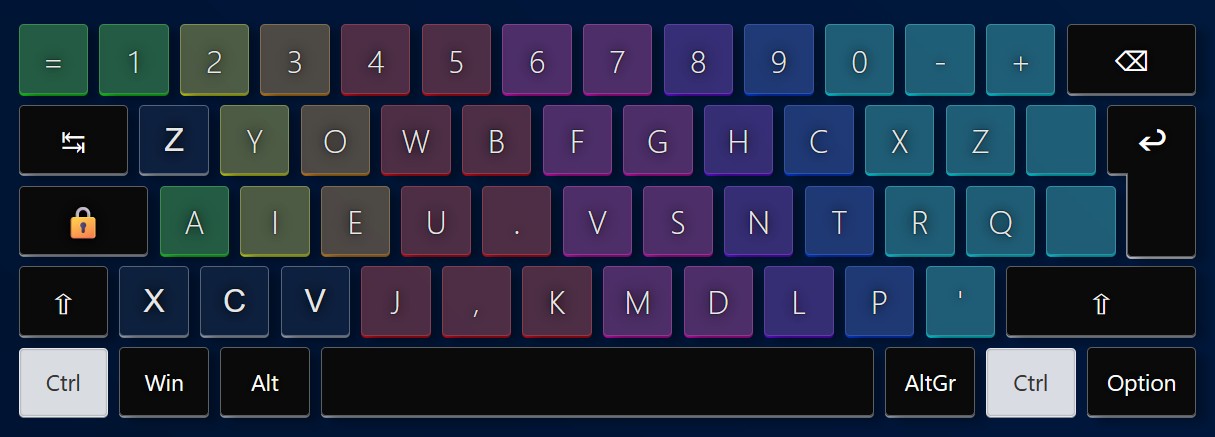 = 1 2 3 4 5 6 7 8 9 0 - + ⌫
↹ Z Y O W B F G H C X Z ↩
A I E U . V S N T R Q
⇧ X C V J , K M D L P ' ⇧
Ctrl Win Alt AltGr Ctrl Option